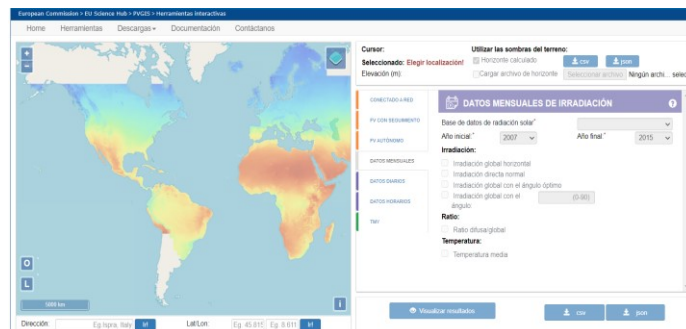 European Commission > EU Science Hub > PVGIS > Herramientas interactivas
Home Herramientas Descargas Documentación Contáctanos
+
−
O
L
5000 km
i
Dirección: Eg. Ispra, Italy Ir!
Lat/Lon: Eg. 45.815 Eg. 8.611 Ir!
Cursor:
Seleccionado: Elegir localización!
Elevación (m):
Utilizar las sombras del terreno:
Horizonte calculado csv json
Cargar archivo de horizonte Seleccionar archivo Ningún archi... selec
CONECTADO A RED
PV CON SEGUIMIENTO
PV AUTÓNOMO
DATOS MENSUALES
DATOS DIARIOS
DATOS HORARIOS
TMY
DATOS MENSUALES DE IRRADIACIÓN ?
Base de datos de radiación solar*
Año inicial:* 2007 Año final:* 2015
Irradiación:
Irradiación global horizontal
Irradiación directa normal
Irradiación global con el ángulo óptimo
Irradiación global con el
ángulo: (0-90)
Ratio:
Ratio difusa/global
Temperatura:
Temperatura media
Visualizar resultados csv json